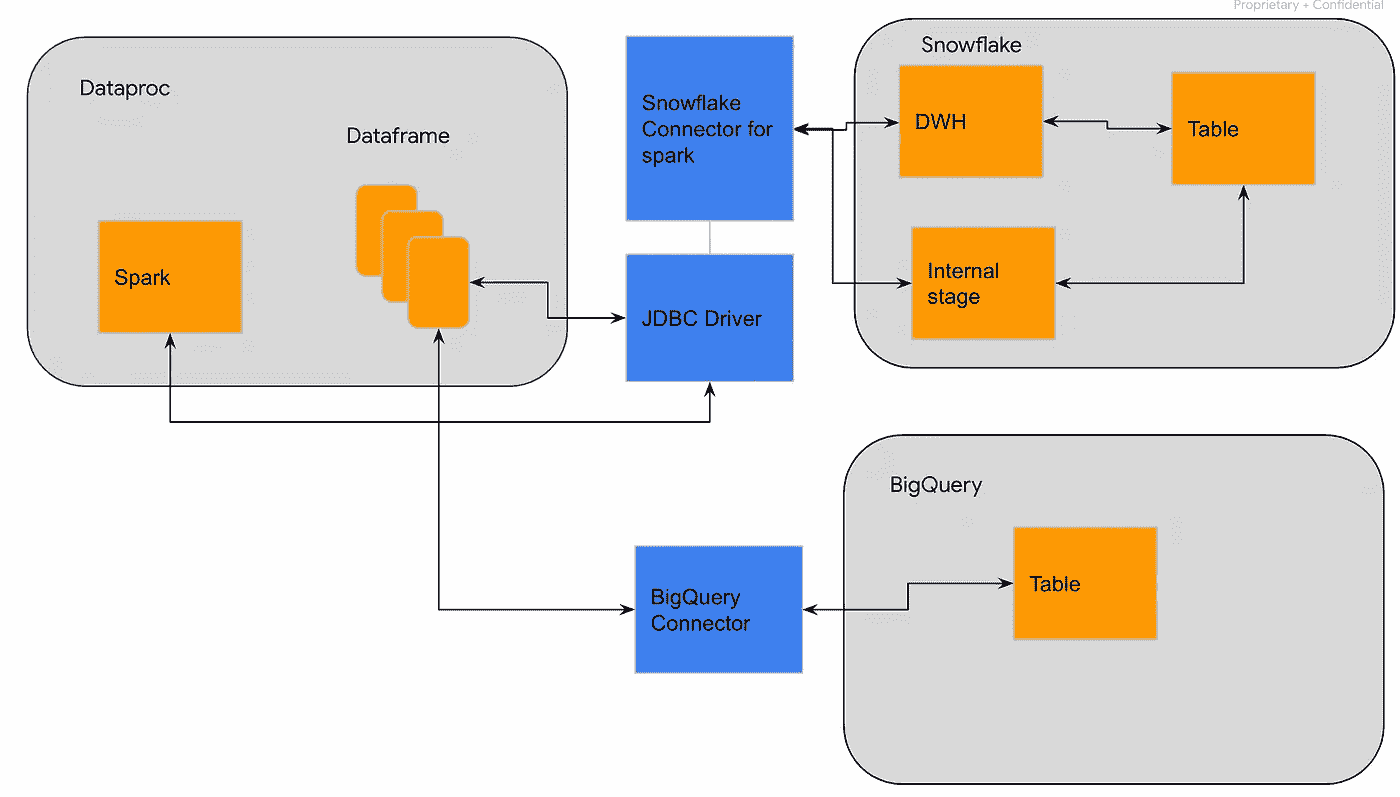 Proprietary + Confidential
Dataproc
Dataframe
Spark
Snowflake
Connector for
spark
JDBC Driver
Snowflake
DWH
Table
Internal
stage
BigQuery
Connector
BigQuery
Table